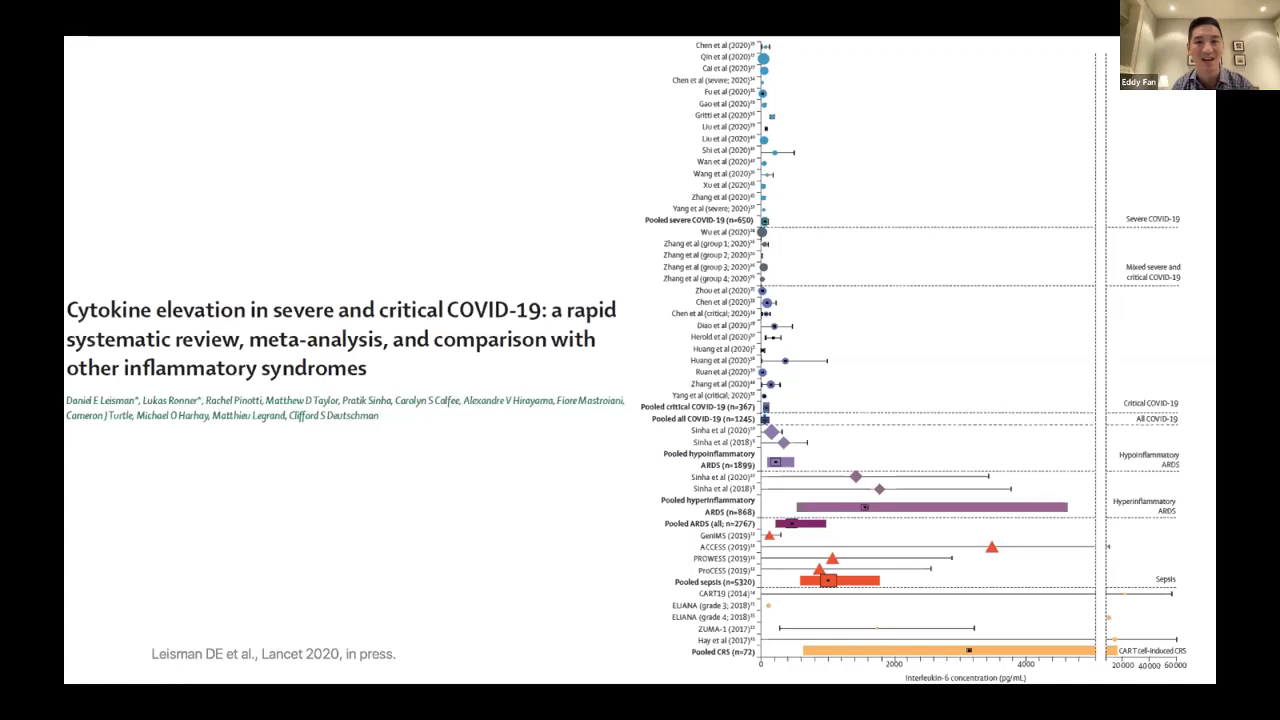 Eddy Fan
Cytokine elevation in severe and critical COVID-19: a rapid
systematic review, meta-analysis, and comparison with
other inflammatory syndromes
Daniel E Leisman*, Lukas Ronner*, Rachel Pinotti, Matthew D Taylor, Pratik Sinha, Carolyn S Calfee, Alexandre V Hirayama, Fiore Mastroiani,
Cameron J Turtle, Michael O Harhay, Matthieu Legrand, Clifford S Deutschman
Leisman DE et al., Lancet 2020, in press.
Chen et al (2020)
Qin et al (2020)
Cai et al (2020)
Chen et al (severe; 2020)
Fu et al (2020)
Gao et al (2020)
Gritti et al (2020)
Liu et al (2020)
Liu et al (2020)
Shi et al (2020)
Wan et al (2020)
Wang et al (2020)
Xu et al (2020)
Zhang et al (2020)
Yang et al (severe; 2020)
Pooled severe COVID-19 (n=650)
Severe COVID-19
Wu et al (2020)
Zhang et al (group 1; 2020)
Zhang et al (group 2; 2020)
Zhang et al (group 3; 2020)
Zhang et al (group 4; 2020)
Mixed severe and
critical COVID-19
Zhou et al (2020)
Chen et al (2020)
Chen et al (critical; 2020)
Diao et al (2020)
Herold et al (2020)
Huang et al (2020)
Huang et al (2020)
Ruan et al (2020)
Zhang et al (2020)
Yang et al (critical; 2020)
Pooled critical COVID-19 (n=367)
Critical COVID-19
Pooled all COVID-19 (n=1245)
All COVID-19
Sinha et al (2020)
Sinha et al (2018)
Pooled hypoinflammatory
ARDS (n=1899)
Hypoinflammatory
ARDS
Sinha et al (2020)
Sinha et al (2018)
Pooled hyperinflammatory
ARDS (n=868)
Hyperinflammatory
ARDS
Pooled ARDS (all; n=2767)
GenIMS (2019)
ACCESS (2019)
PROWESS (2019)
ProCESS (2019)
Pooled sepsis (n=5320)
Sepsis
CART19 (2014)
ELIANA (grade 3; 2018)
ELIANA (grade 4; 2018)
ZUMA-1 (2017)
Hay et al (2017)
Pooled CRS (n=72)
CART cell-induced CRS
0 2000 4000 20000 40000 60000
Interleukin-6 concentration (pg/mL)